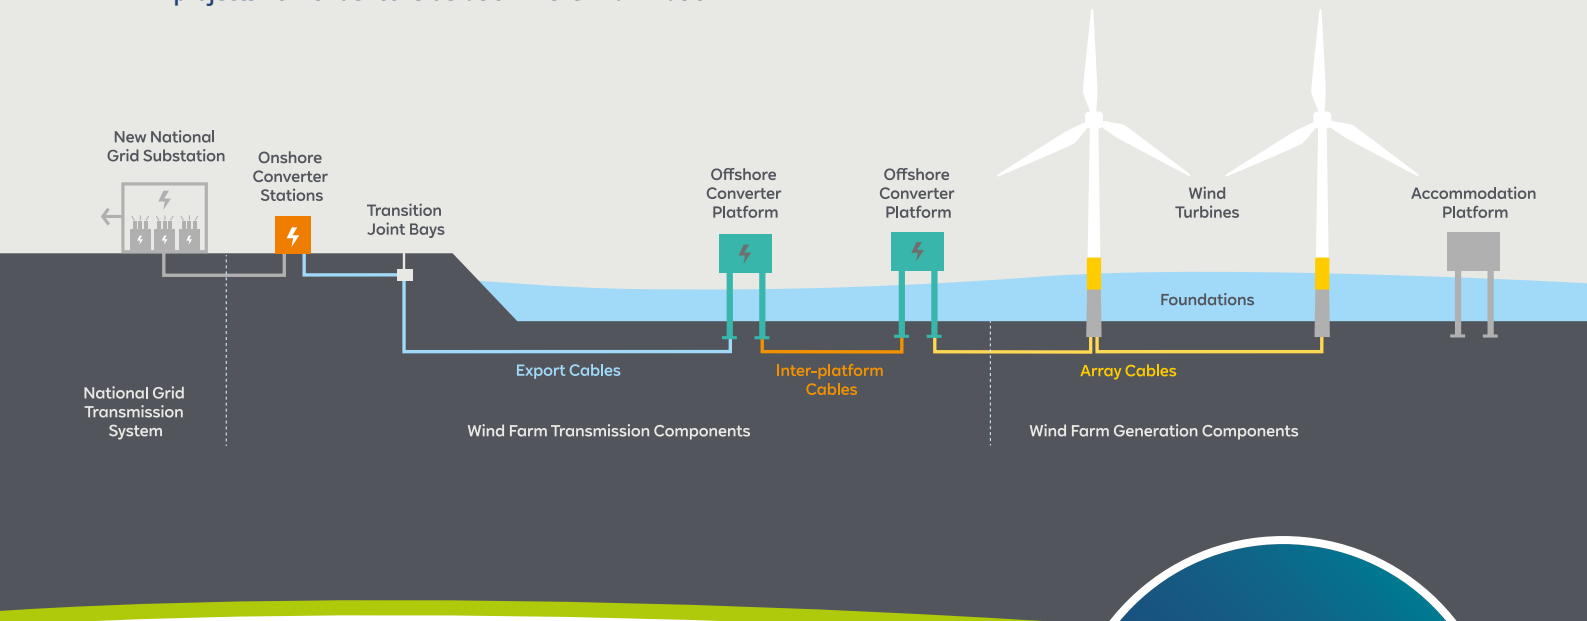 projects
New National
Grid Substation
Onshore
Converter
Stations
Transition
Joint Bays
Offshore
Converter
Platform
Offshore
Converter
Platform
Wind
Turbines
Accommodation
Platform
Foundations
Export Cables
Inter-platform
Cables
Array Cables
National Grid
Transmission
System
Wind Farm Transmission Components
Wind Farm Generation Components